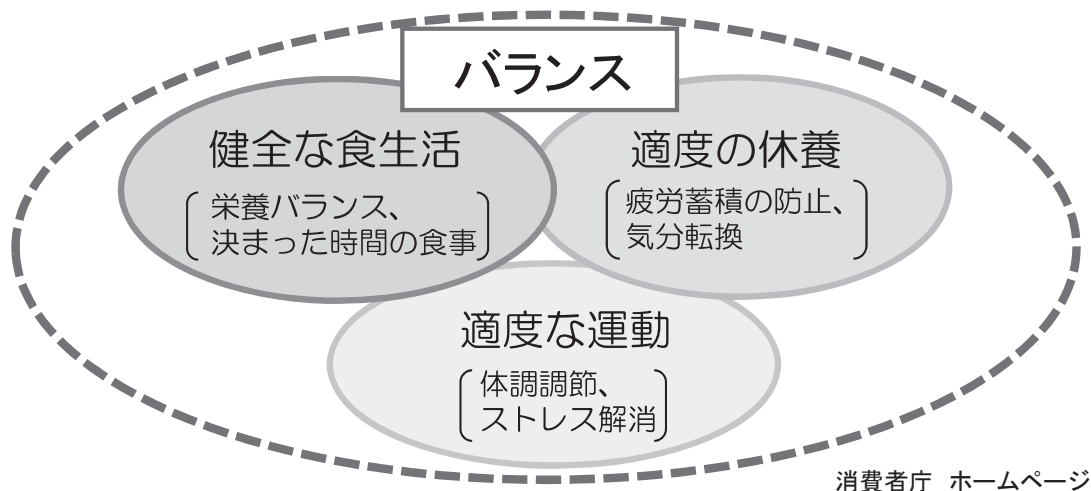 バランス
健全な食生活
栄養バランス、
決まった時間の食事
適度の休養
疲労蓄積の防止、
気分転換
適度な運動
体調調節、
ストレス解消
消費者庁 ホームページ